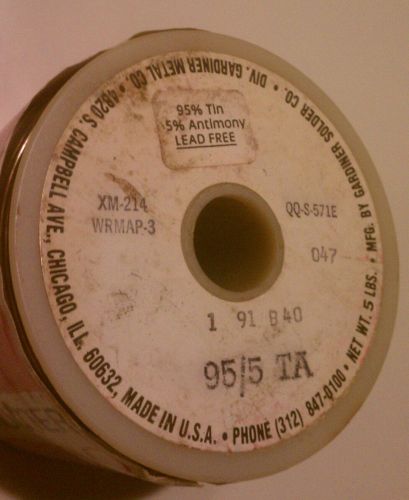 MFG. BY GARDINER SOLDER CO. • DIV. GARDINER METAL CO. • 4820 S. CAMPBELL AVE., CHICAGO, ILL. 60632, MADE IN U.S.A. • PHONE (312) 847-0100 • NET WT. 5 LBS. •
95% Tin
5% Antimony
LEAD FREE
XM-214
WRMAP-3
QQ-S-571E
047
1 91 B 40
95/5 TA